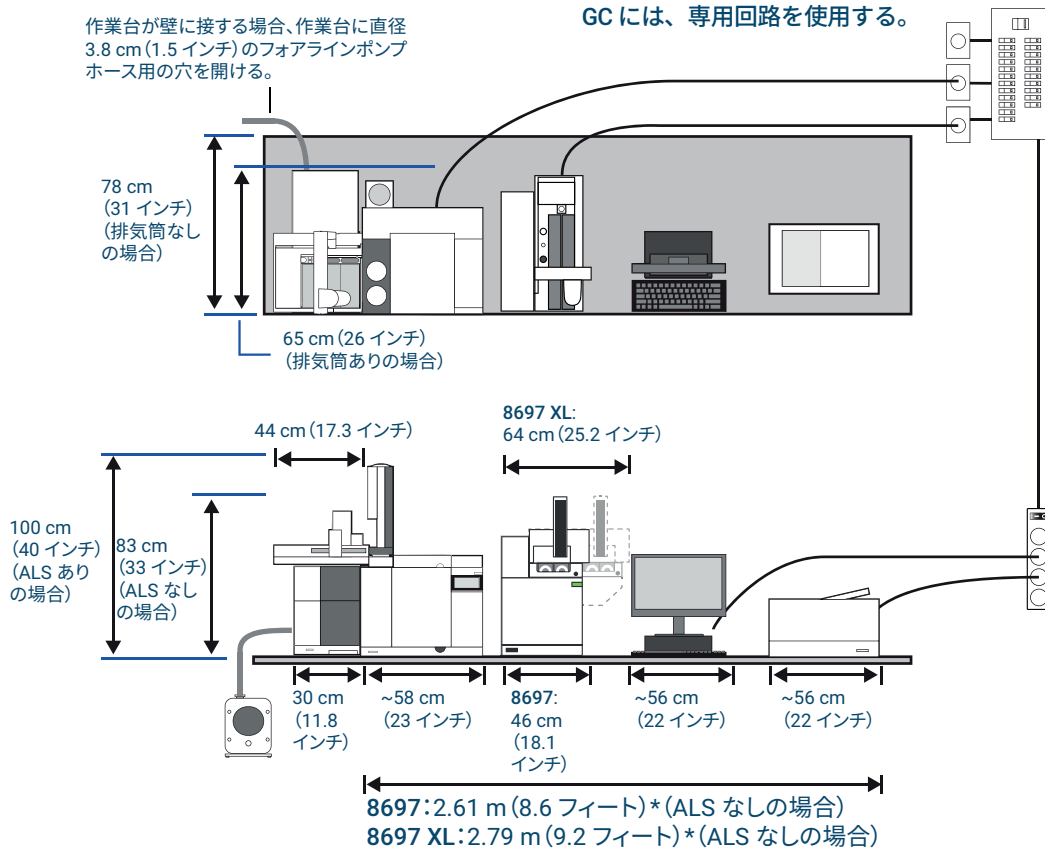 作業台が壁に接する場合、作業台に直径
3.8 cm（1.5 インチ）のフォアラインポンプ
ホース用の穴を開ける。
GC には、専用回路を使用する。
78 cm
（31 インチ）
（排気筒なし
の場合）
65 cm（26 インチ）
（排気筒ありの場合）
44 cm（17.3 インチ）
8697 XL:
64 cm（25.2 インチ）
100 cm
（40 インチ）
（ALS あり
の場合）
83 cm
（33 インチ）
（ALS なし
の場合）
30 cm
（11.8
インチ）
~58 cm
（23 インチ）
8697:
46 cm
（18.1
インチ）
~56 cm
（22 インチ）
~56 cm
（22 インチ）
8697：2.61 m（8.6 フィート）*（ALS なしの場合）
8697 XL：2.79 m（9.2 フィート）*（ALS なしの場合）